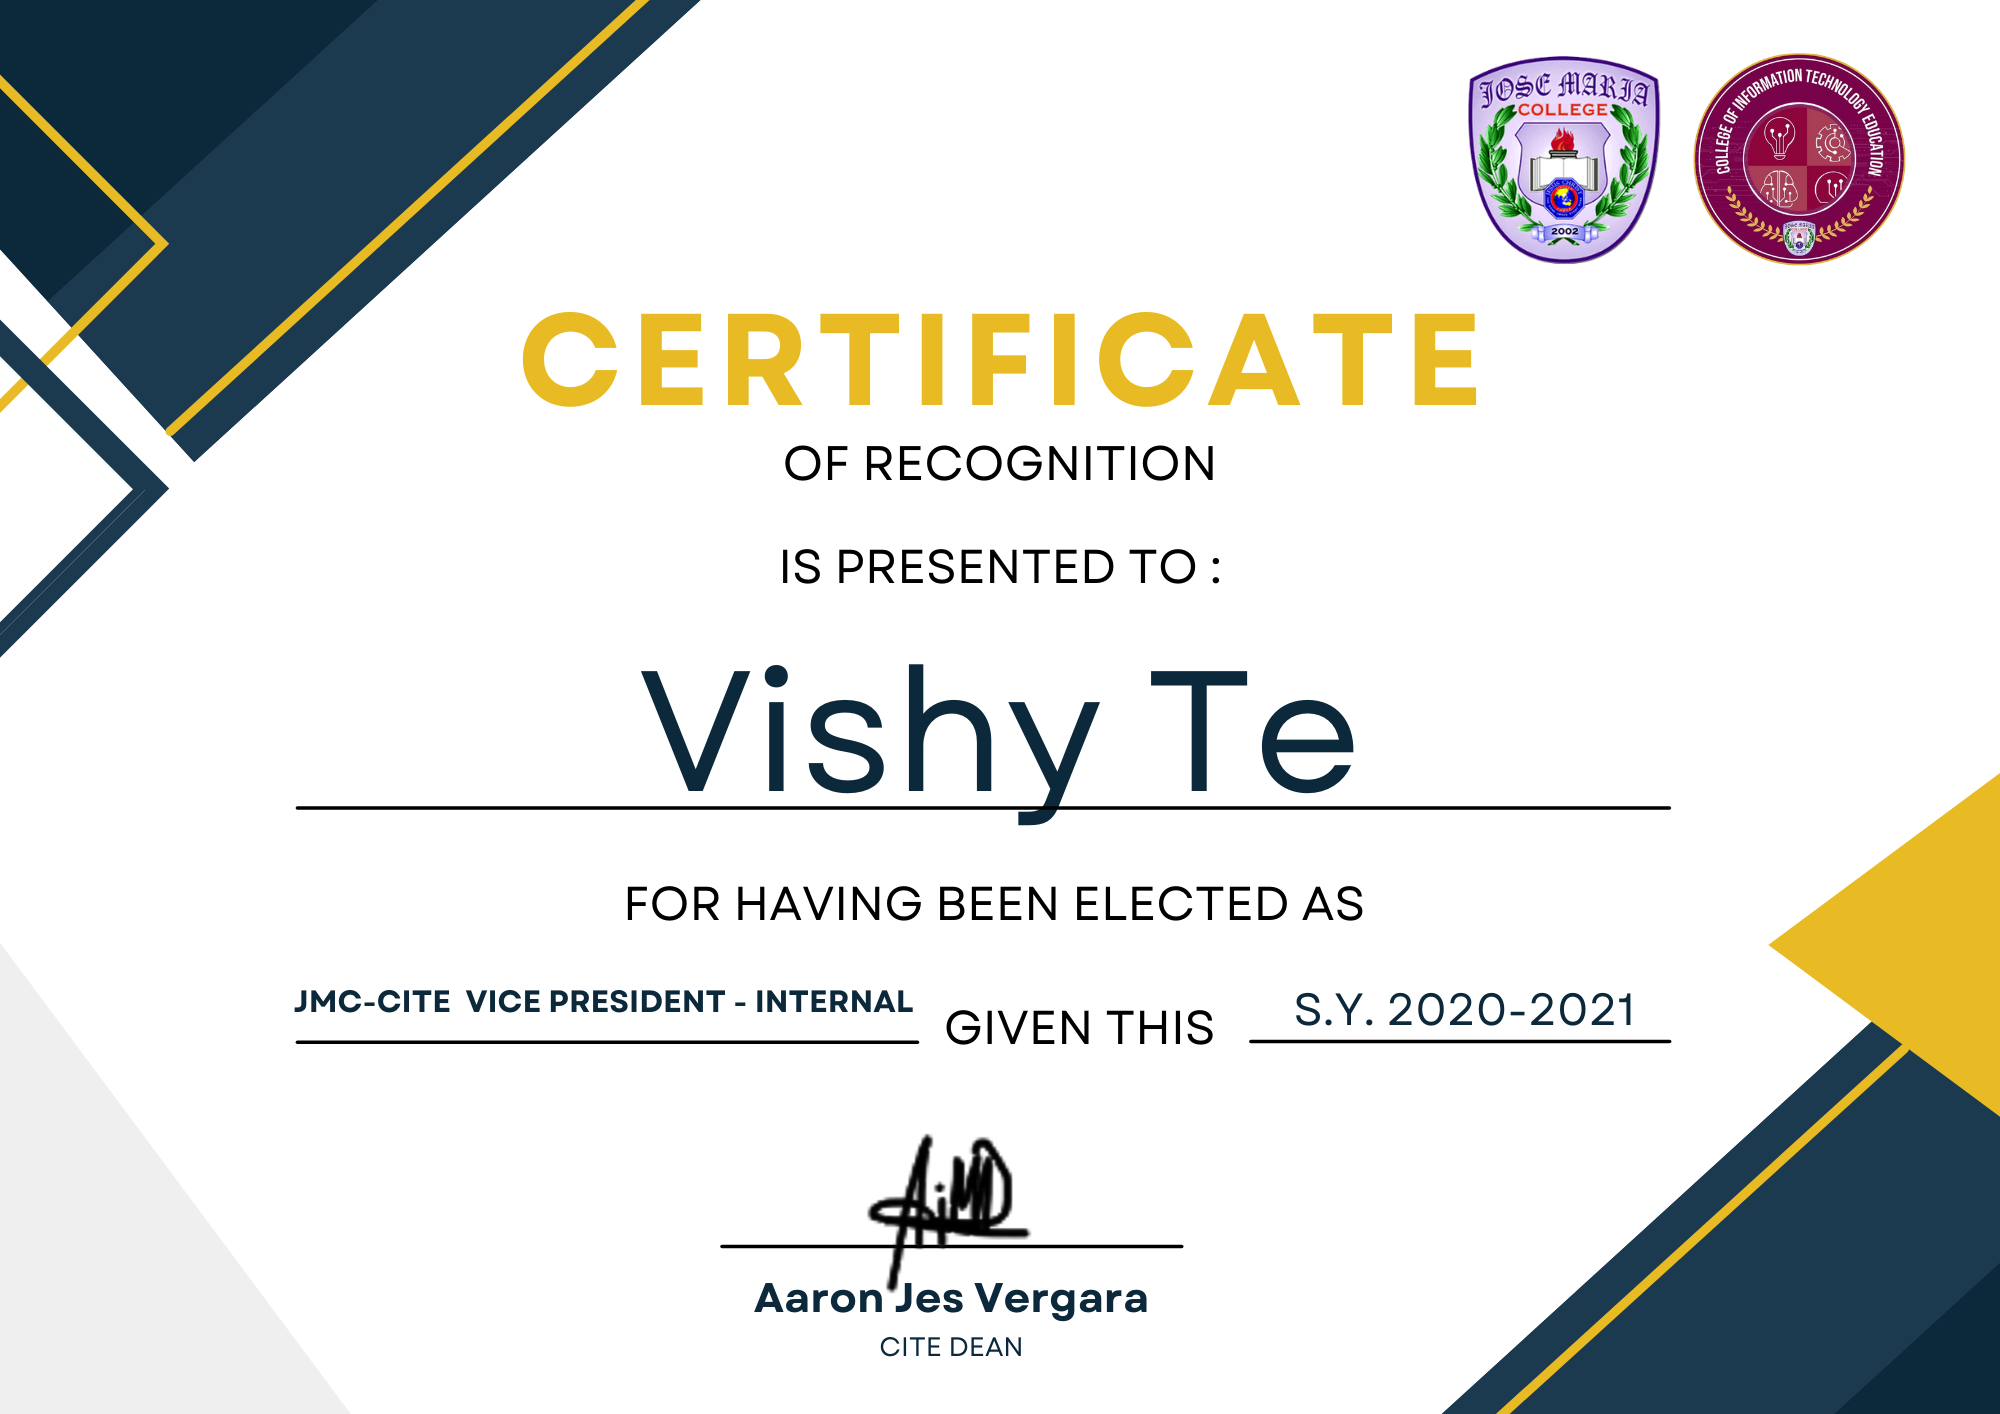 JOSE MARIA
COLLEGE
2002
COLLEGE OF INFORMATION TECHNOLOGY EDUCATION
CERTIFICATE
OF RECOGNITION
IS PRESENTED TO :
Vishy Te
FOR HAVING BEEN ELECTED AS
JMC-CITE VICE PRESIDENT - INTERNAL GIVEN THIS S.Y. 2020-2021
Aaron Jes Vergara
CITE DEAN